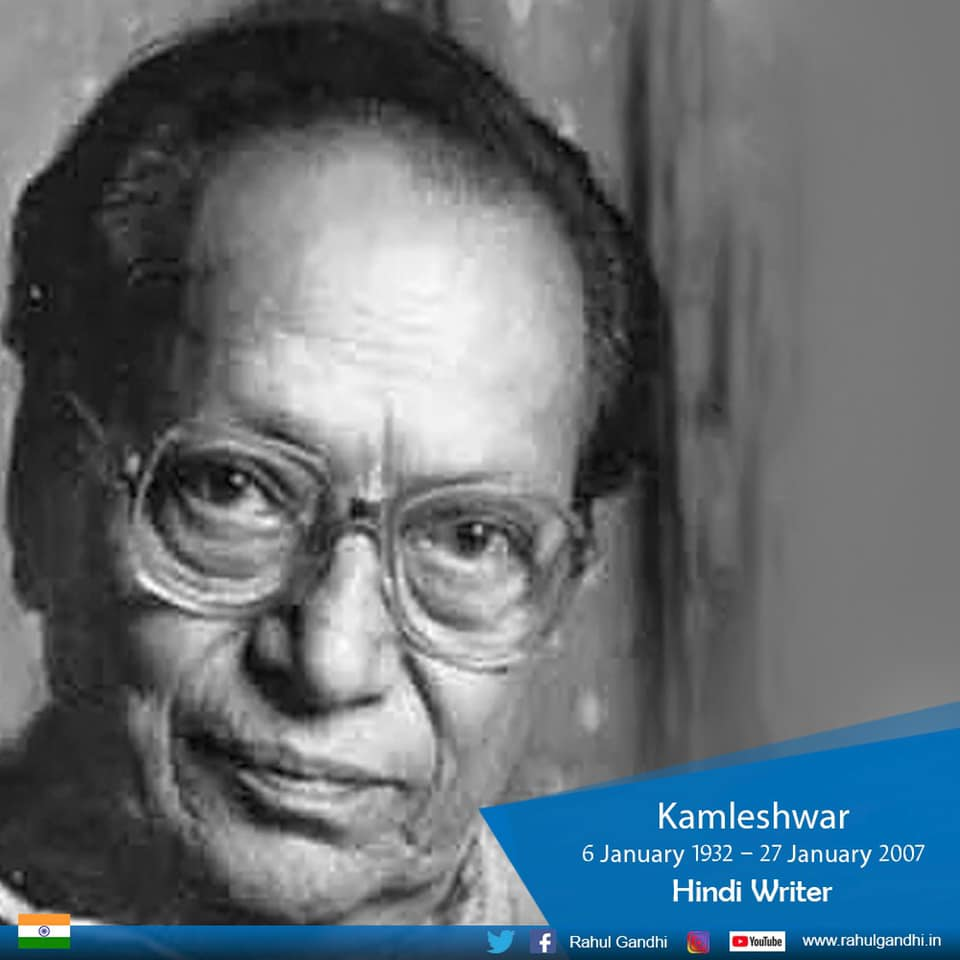 Kamleshwar
6 January 1932 – 27 January 2007
Hindi Writer
Rahul Gandhi YouTube www.rahulgandhi.in